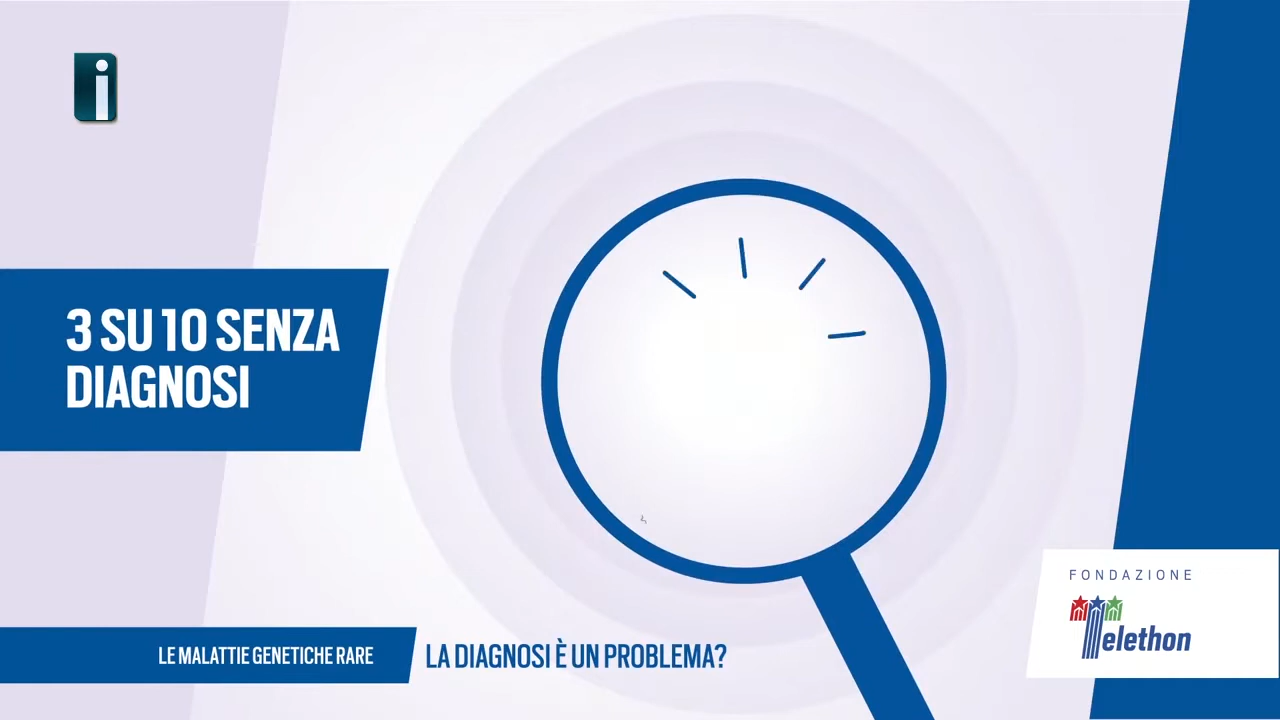 i
3 SU 10 SENZA
DIAGNOSI
LE MALATTIE GENETICHE RARE
LA DIAGNOSI È UN PROBLEMA?
FONDAZIONE
Telethon